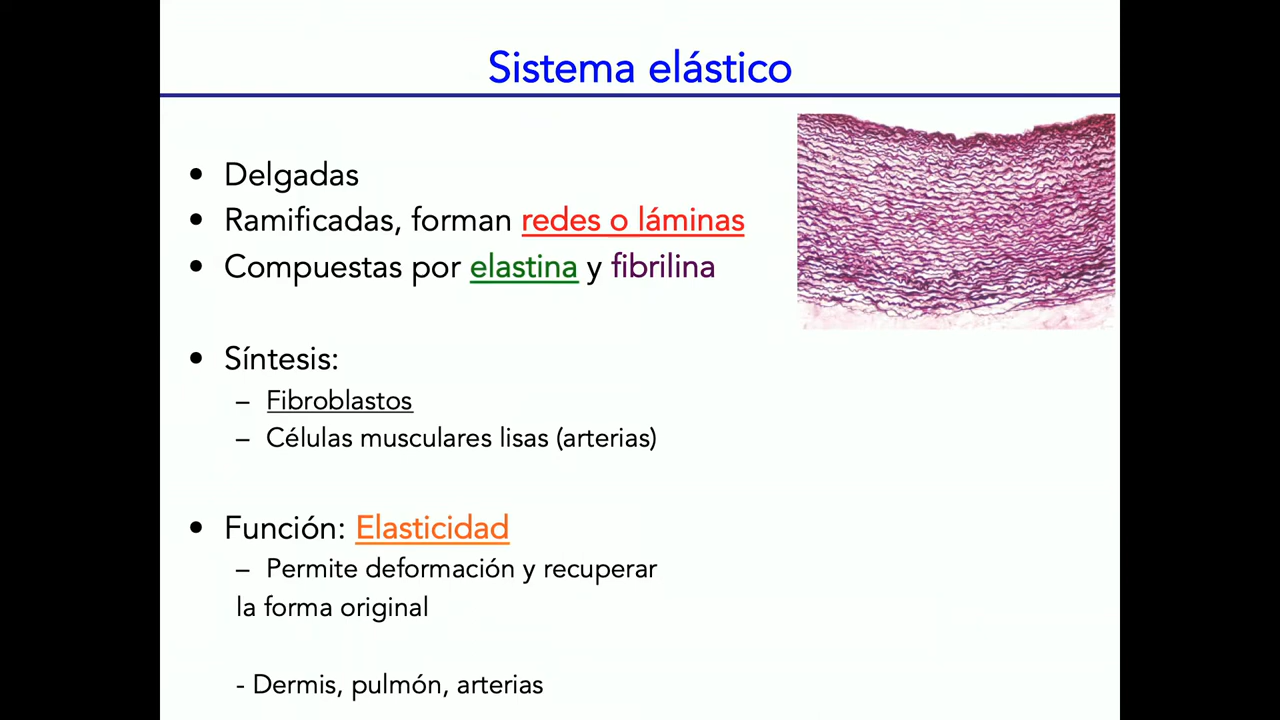 Sistema elástico
• Delgadas
• Ramificadas, forman redes o láminas
• Compuestas por elastina y fibrilina
• Síntesis:
– Fibroblastos
– Células musculares lisas (arterias)
• Función: Elasticidad
– Permite deformación y recuperar
la forma original
- Dermis, pulmón, arterias